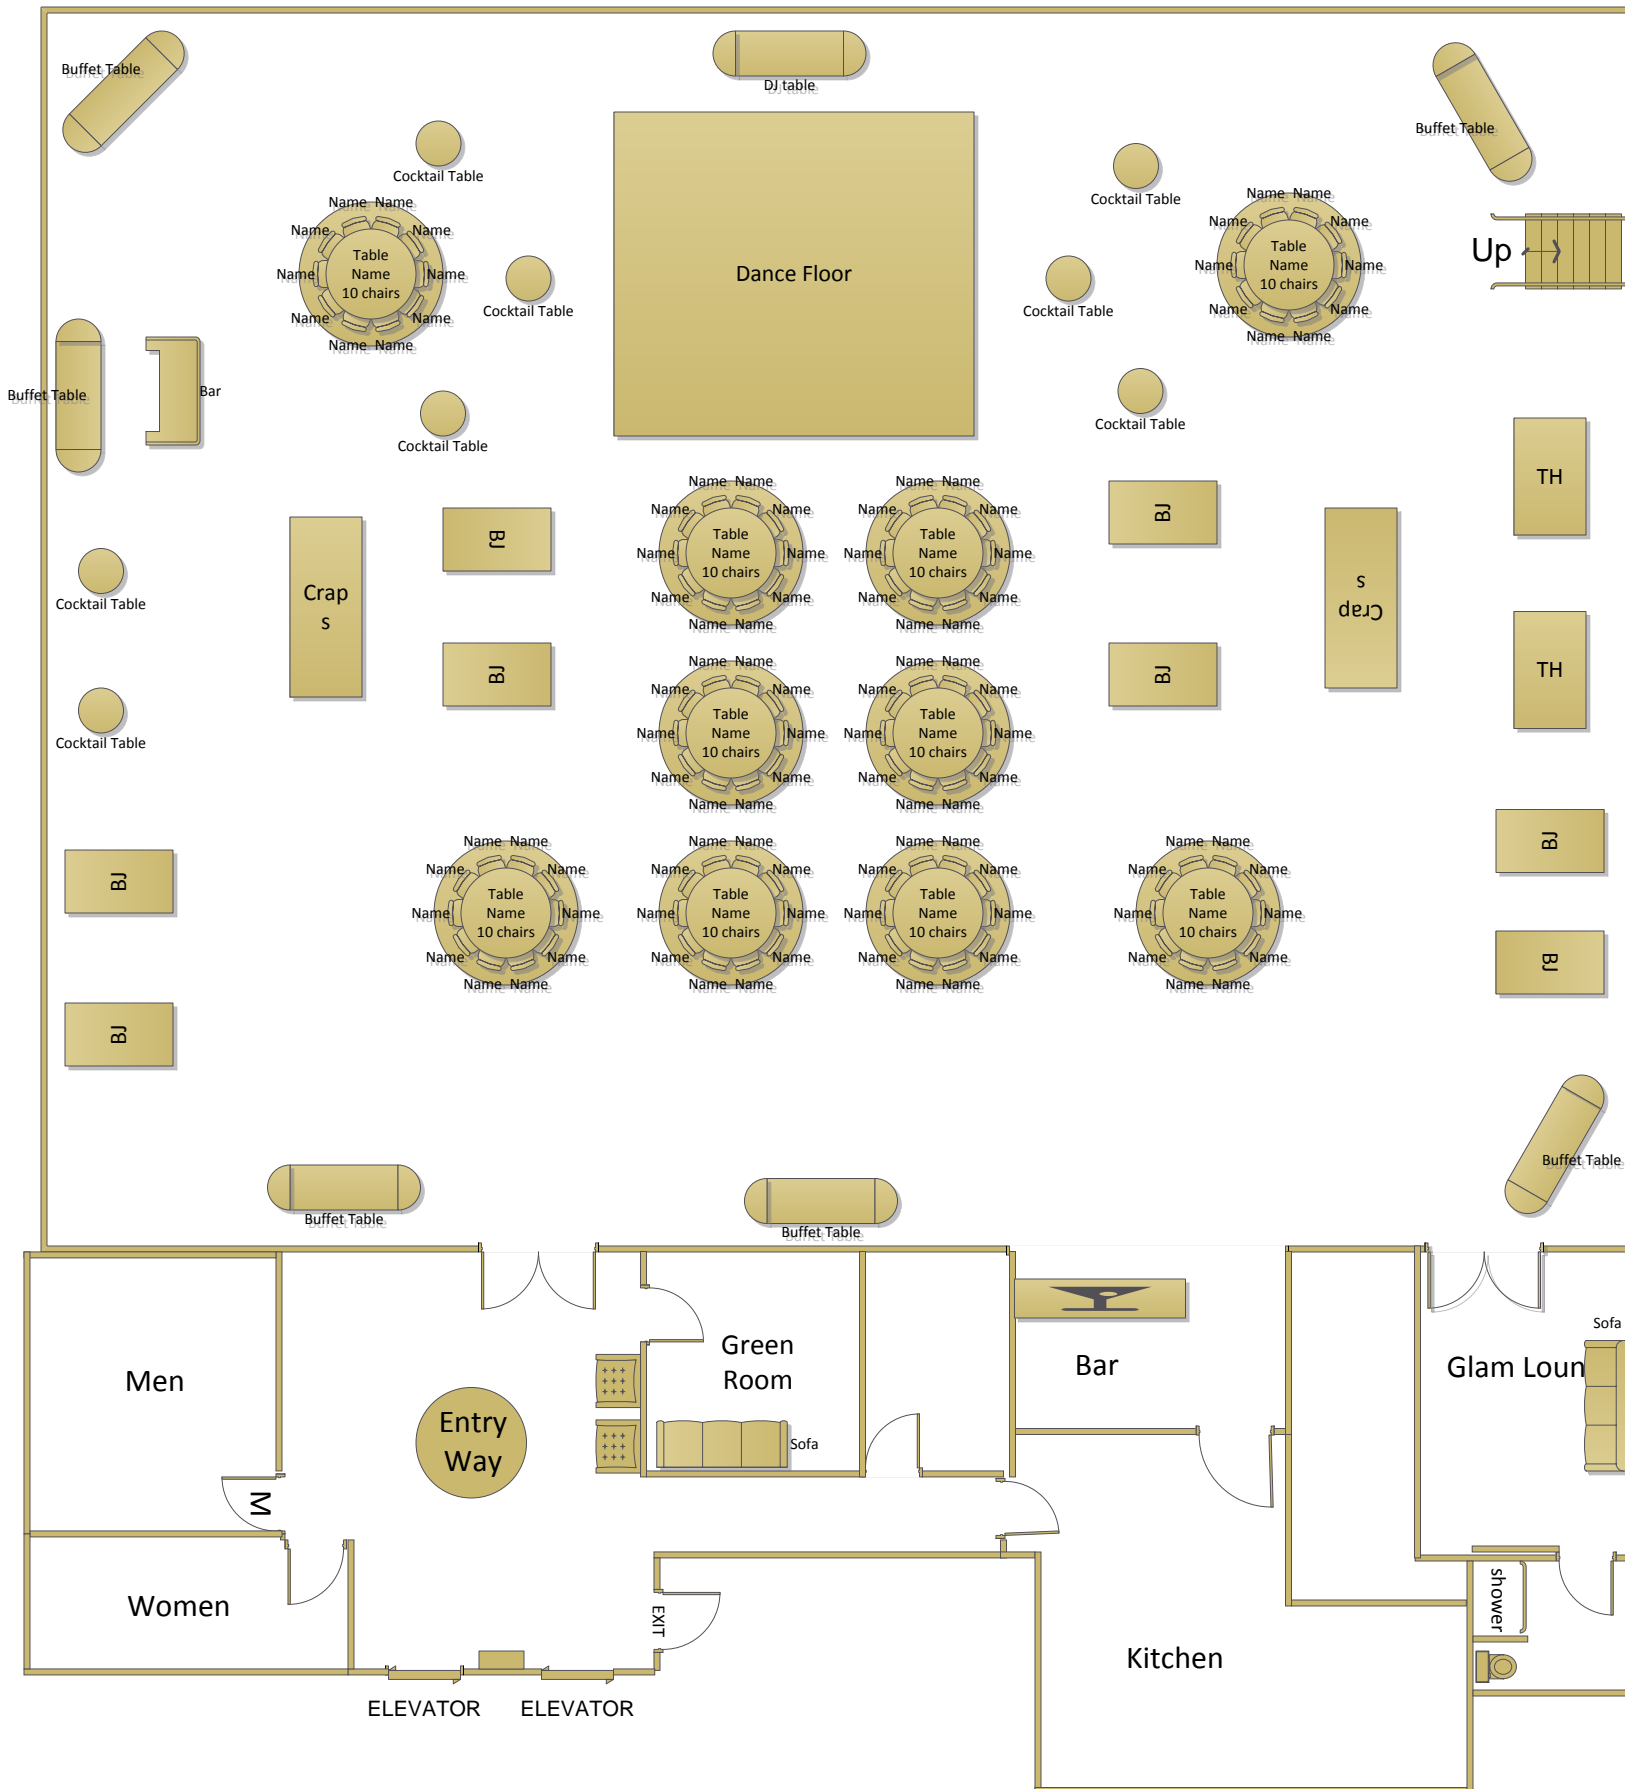 Buffet Table
DJ table
Buffet Table
Cocktail Table
Cocktail Table
Name Name
Name Name
Name Name
Name Name
Name Name
Table
Name
10 chairs
Cocktail Table
Dance Floor
Cocktail Table
Name Name
Name Name
Name Name
Name Name
Name Name
Table
Name
10 chairs
Up
Buffet Table
Bar
Cocktail Table
Cocktail Table
TH
Crap
s
BJ
Name Name
Name Name
Name Name
Name Name
Name Name
Table
Name
10 chairs
Name Name
Name Name
Name Name
Name Name
Name Name
Table
Name
10 chairs
BJ
Crap
s
Cocktail Table
BJ
BJ
TH
Cocktail Table
Name Name
Name Name
Name Name
Name Name
Name Name
Table
Name
10 chairs
Name Name
Name Name
Name Name
Name Name
Name Name
Table
Name
10 chairs
BJ
BJ
Name Name
Name Name
Name Name
Name Name
Name Name
Table
Name
10 chairs
Name Name
Name Name
Name Name
Name Name
Name Name
Table
Name
10 chairs
Name Name
Name Name
Name Name
Name Name
Name Name
Table
Name
10 chairs
Name Name
Name Name
Name Name
Name Name
Name Name
Table
Name
10 chairs
BJ
BJ
Buffet Table
Buffet Table
Buffet Table
Men
Entry
Way
Green
Room
Sofa
Bar
Sofa
Glam Loun
M
Women
EXIT
shower
Kitchen
ELEVATOR
ELEVATOR